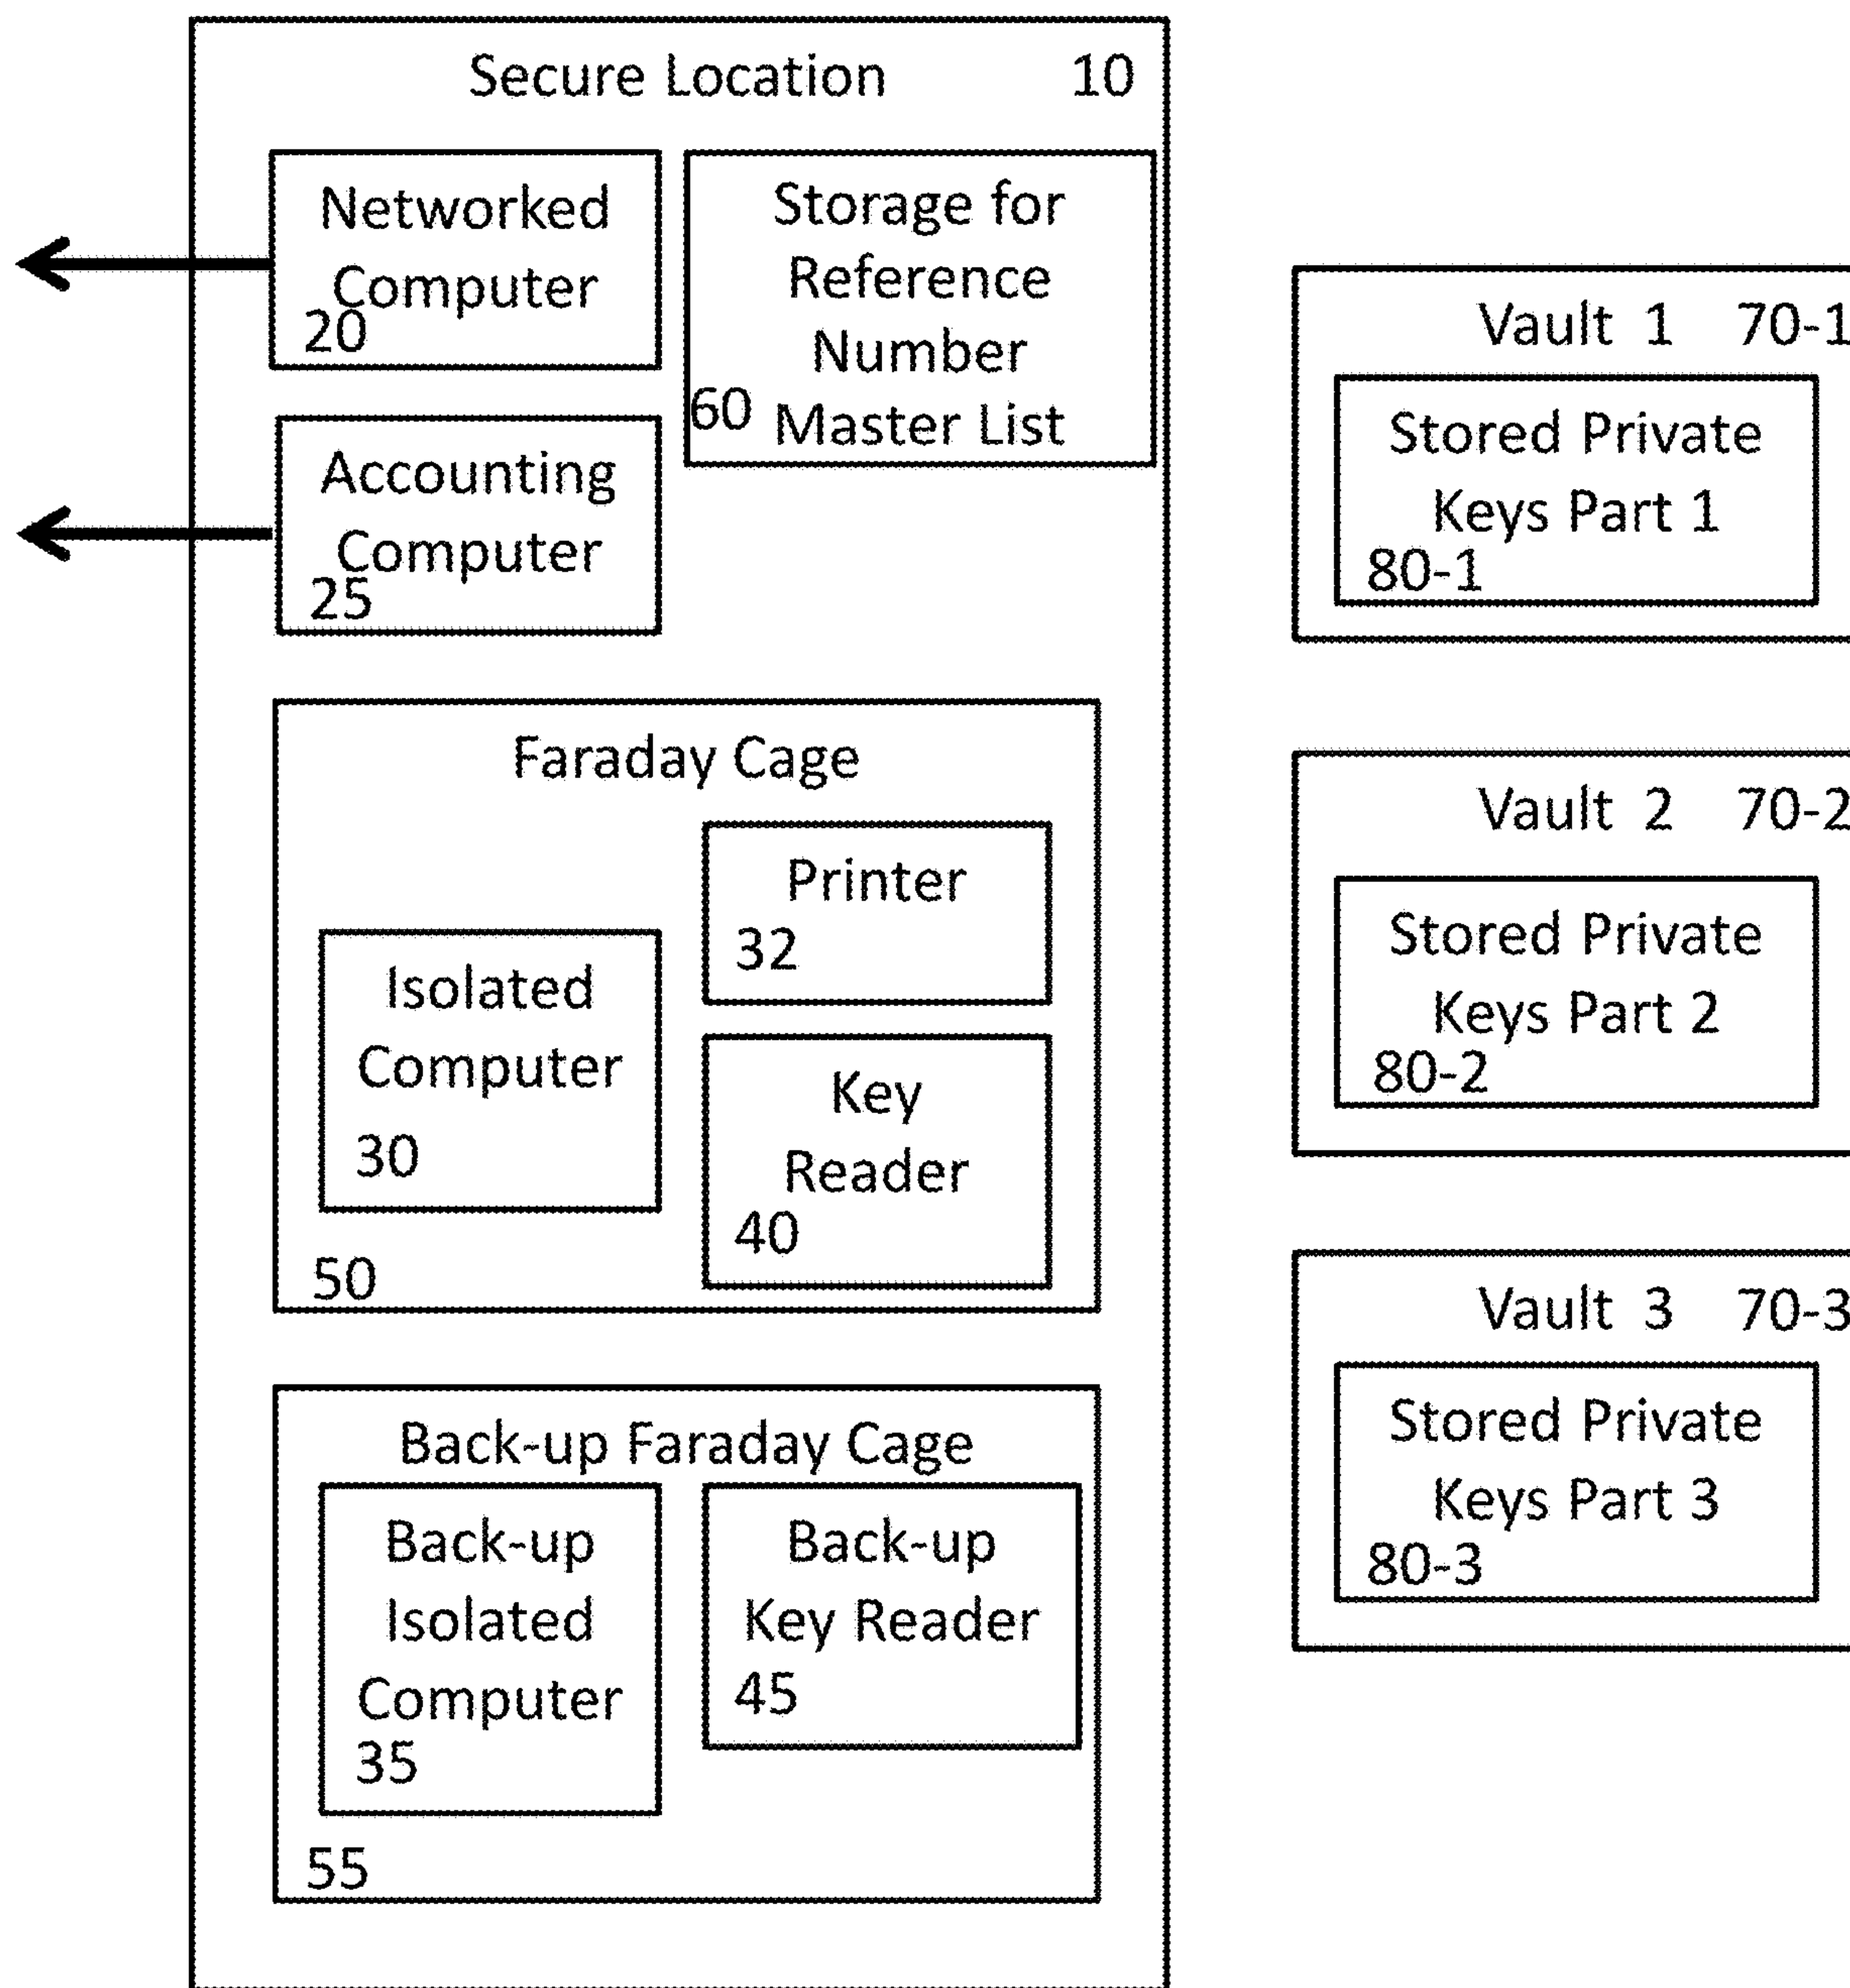 Secure Location 10
Networked
Computer
20
Storage for
Reference
Number
Master List
60
Accounting
Computer
25
Faraday Cage
Printer
32
Isolated
Computer
30
Key
Reader
40
50
Back-up Faraday Cage
Back-up
Isolated
Computer
35
Back-up
Key Reader
45
55
Vault 1 70-1
Stored Private
Keys Part 1
80-1
Vault 2 70-2
Stored Private
Keys Part 2
80-2
Vault 3 70-3
Stored Private
Keys Part 3
80-3